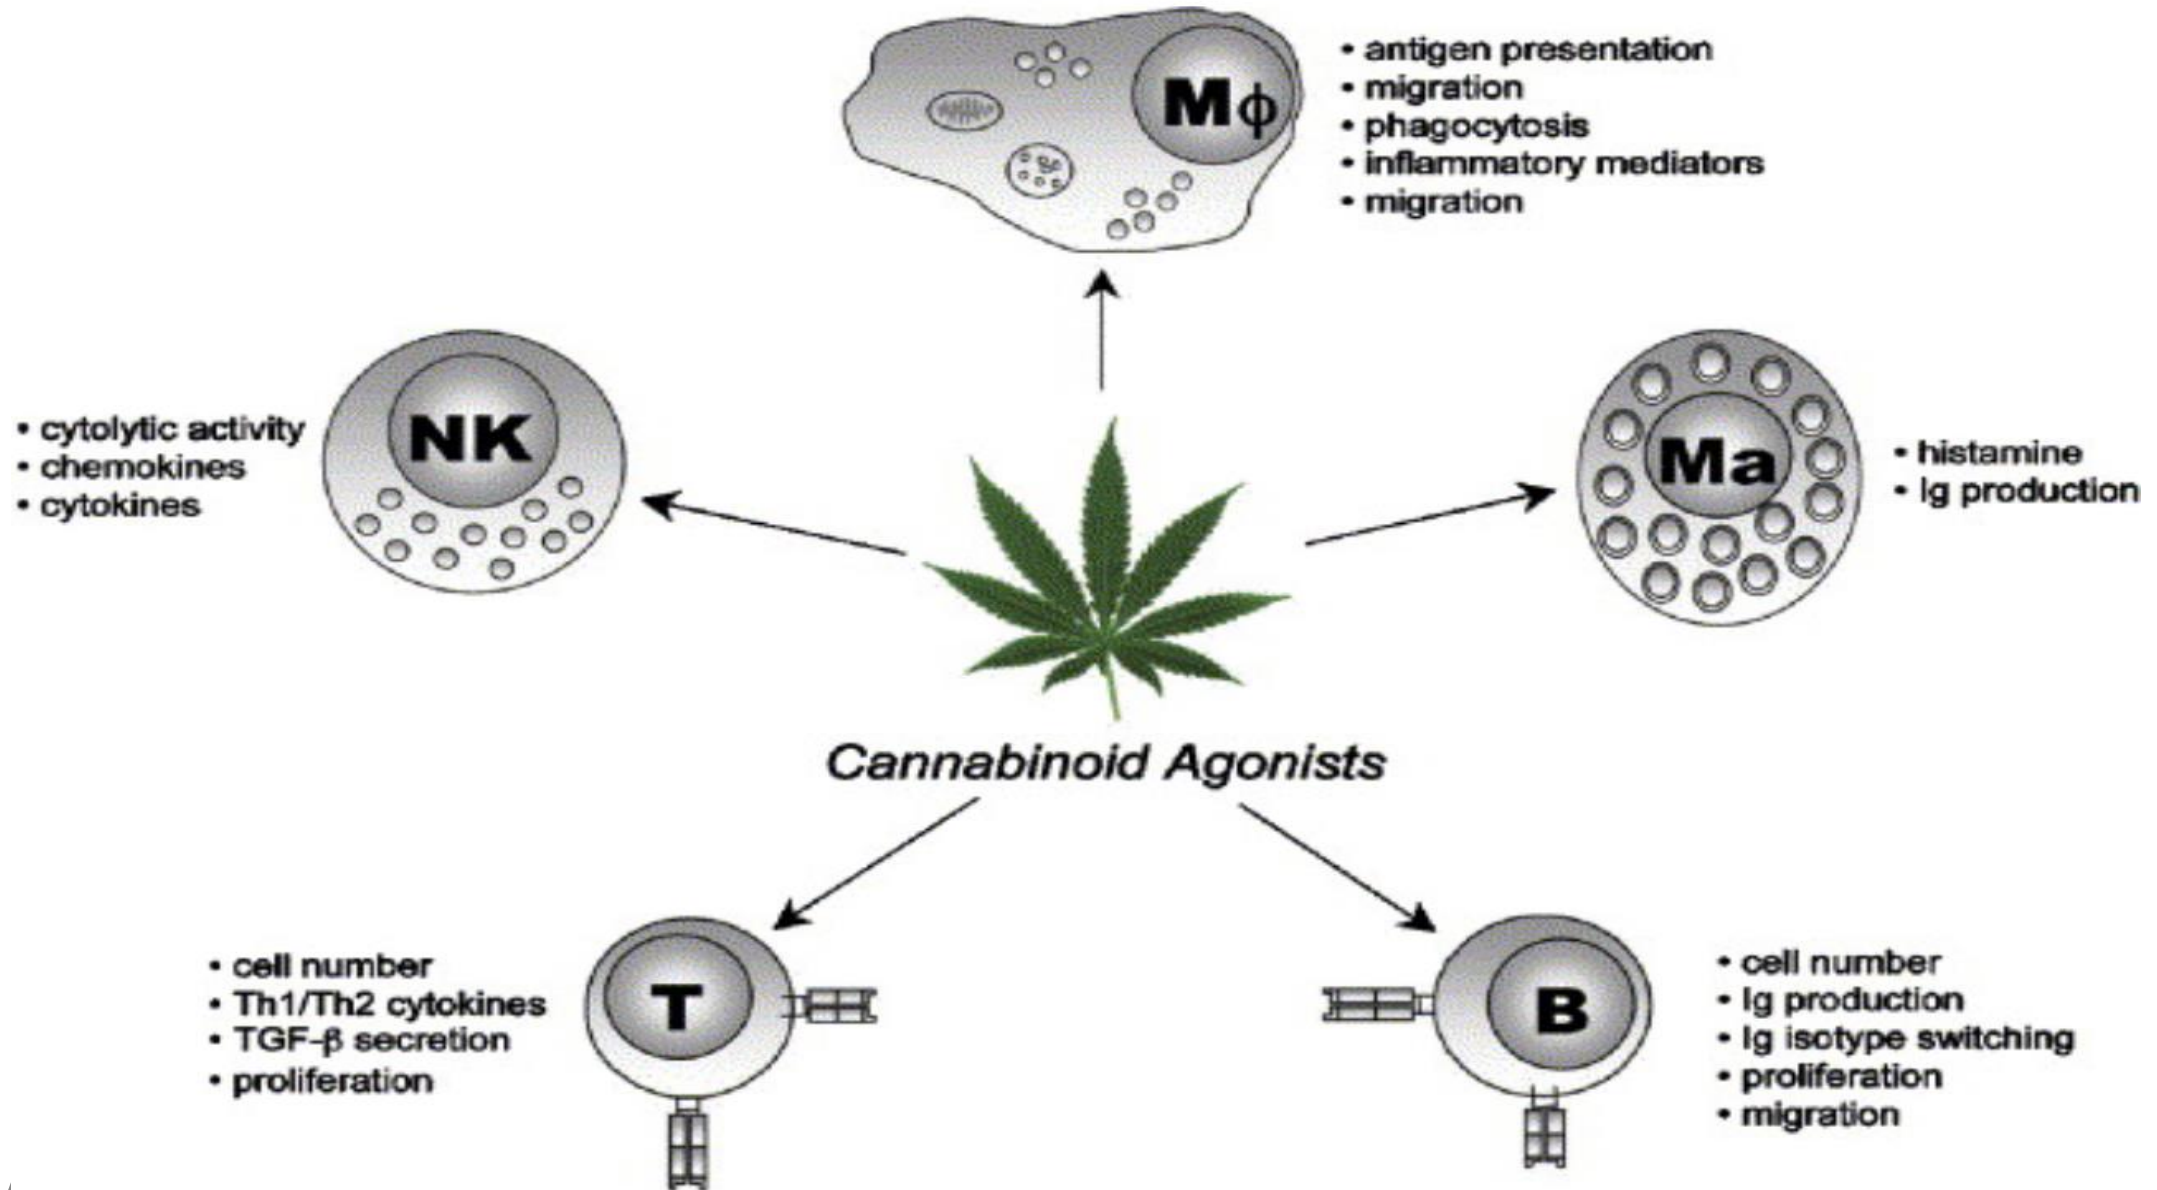 Mϕ
• antigen presentation
• migration
• phagocytosis
• inflammatory mediators
• migration
NK
• cytolytic activity
• chemokines
• cytokines
Ma
• histamine
• Ig production
Cannabinoid Agonists
T
• cell number
• Th1/Th2 cytokines
• TGF-β secretion
• proliferation
B
• cell number
• Ig production
• Ig isotype switching
• proliferation
• migration